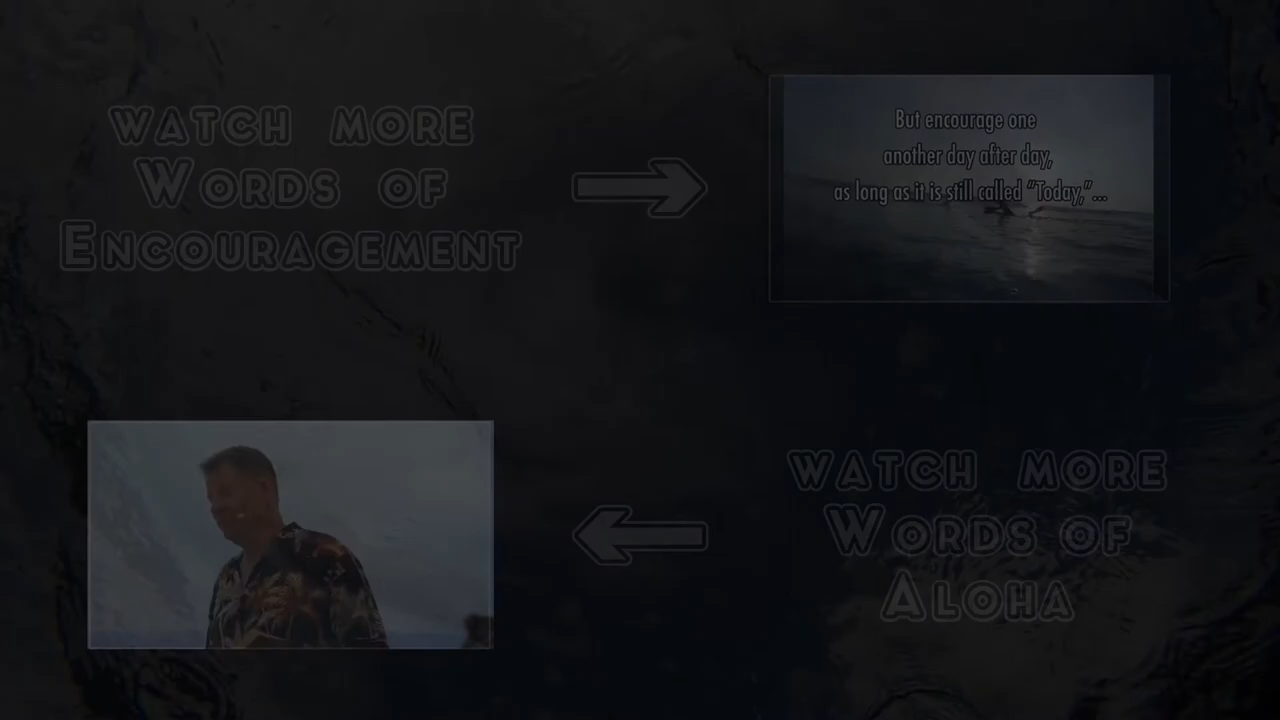 WATCH MORE
WORDS OF
ENCOURAGEMENT
But encourage one
another day after day,
as long as it is still called “Today,”...
WATCH MORE
WORDS OF
ALOHA